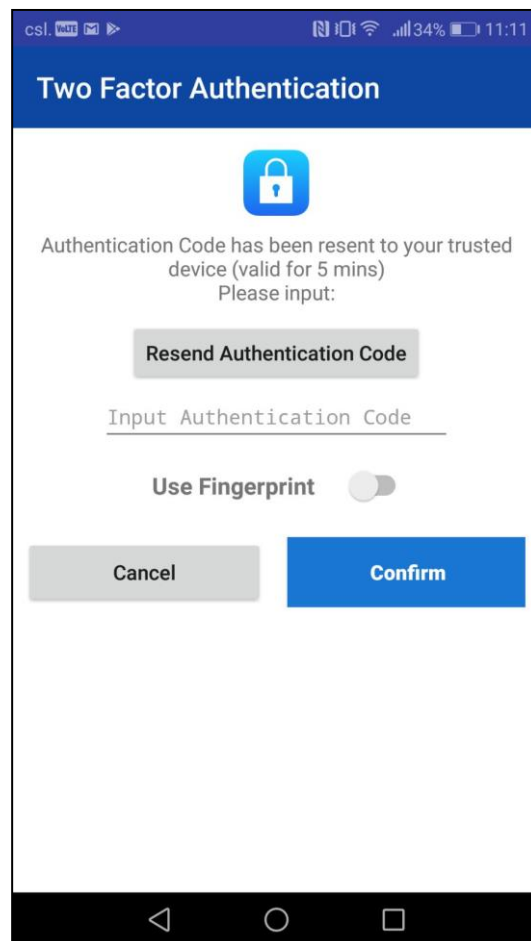 csl. VoLTE 34% 11:11
Two Factor Authentication
Authentication Code has been resent to your trusted
device (valid for 5 mins)
Please input:
Resend Authentication Code
Input Authentication Code
Use Fingerprint
Cancel Confirm